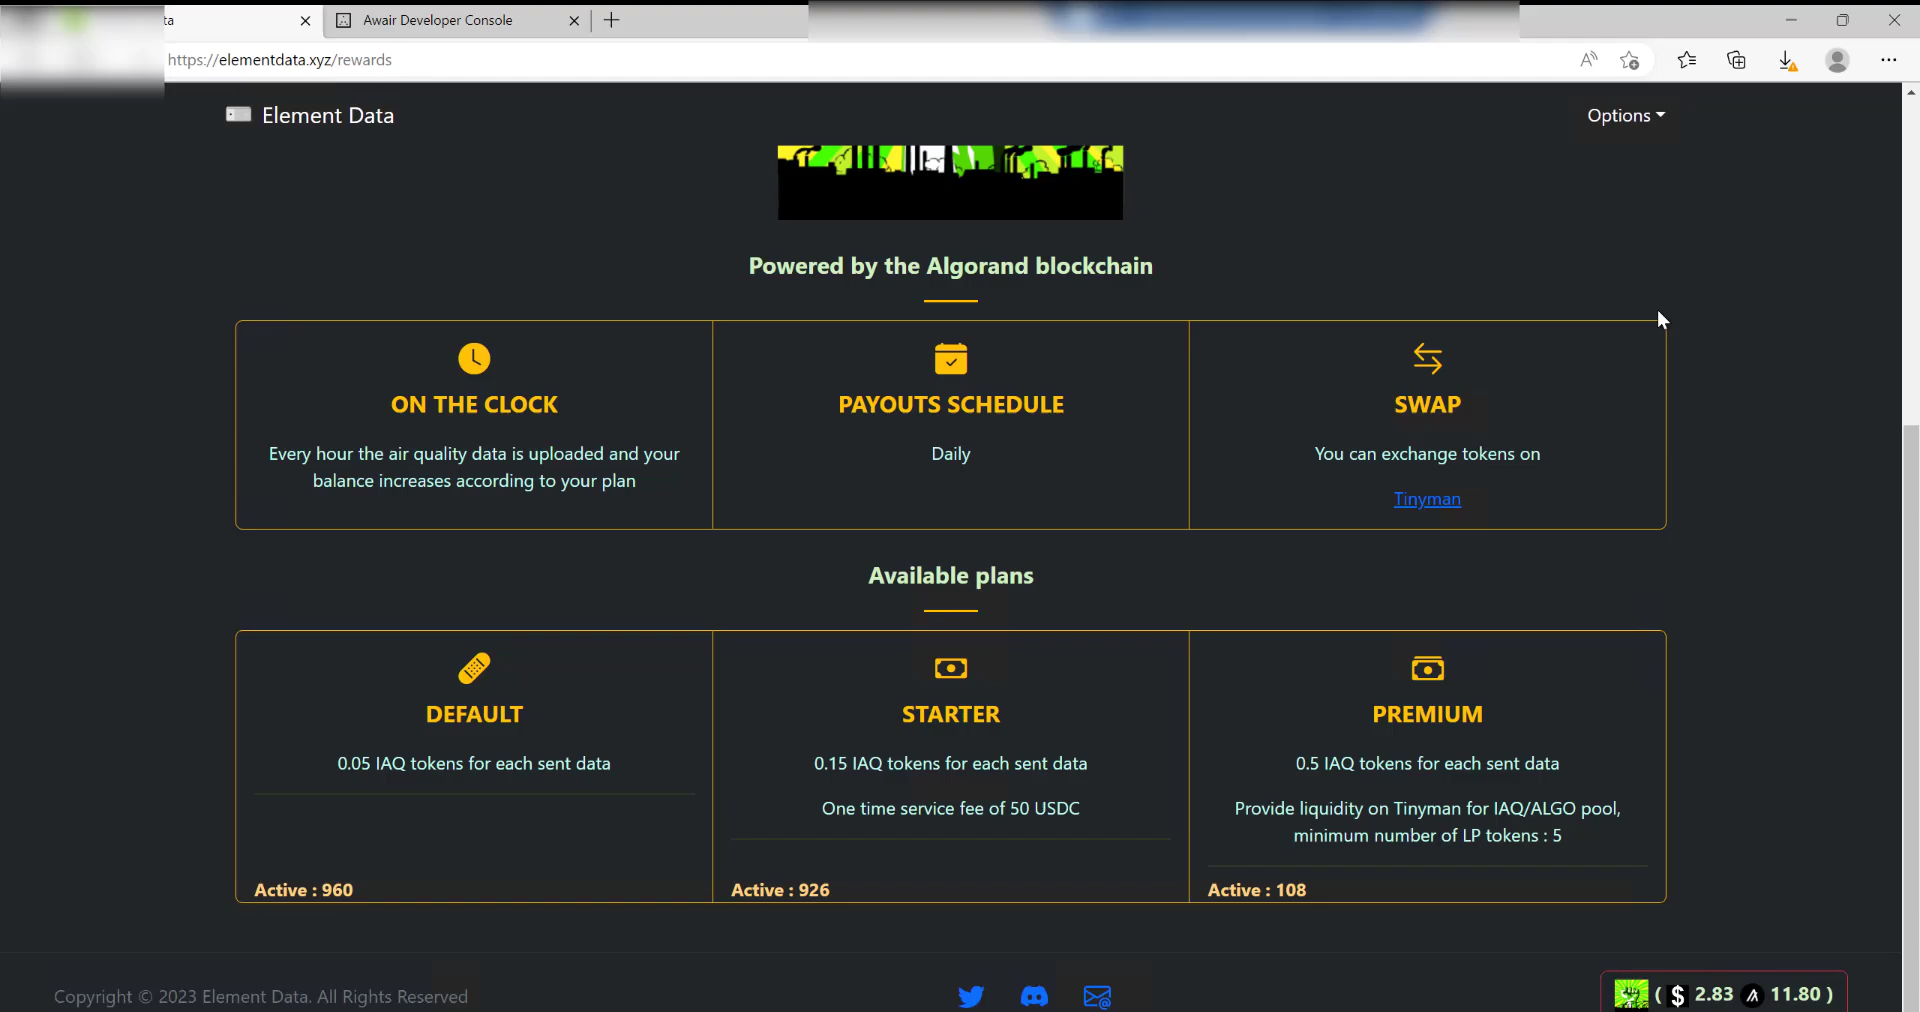 ta
Awair Developer Console
https://elementdata.xyz/rewards
Element Data
Options
Powered by the Algorand blockchain
ON THE CLOCK
Every hour the air quality data is uploaded and your
balance increases according to your plan
PAYOUTS SCHEDULE
Daily
SWAP
You can exchange tokens on
Tinyman
Available plans
DEFAULT
0.05 IAQ tokens for each sent data
Active : 960
STARTER
0.15 IAQ tokens for each sent data
One time service fee of 50 USDC
Active : 926
PREMIUM
0.5 IAQ tokens for each sent data
Provide liquidity on Tinyman for IAQ/ALGO pool,
minimum number of LP tokens : 5
Active : 108
Copyright © 2023 Element Data. All Rights Reserved
( $ 2.83 11.80 )